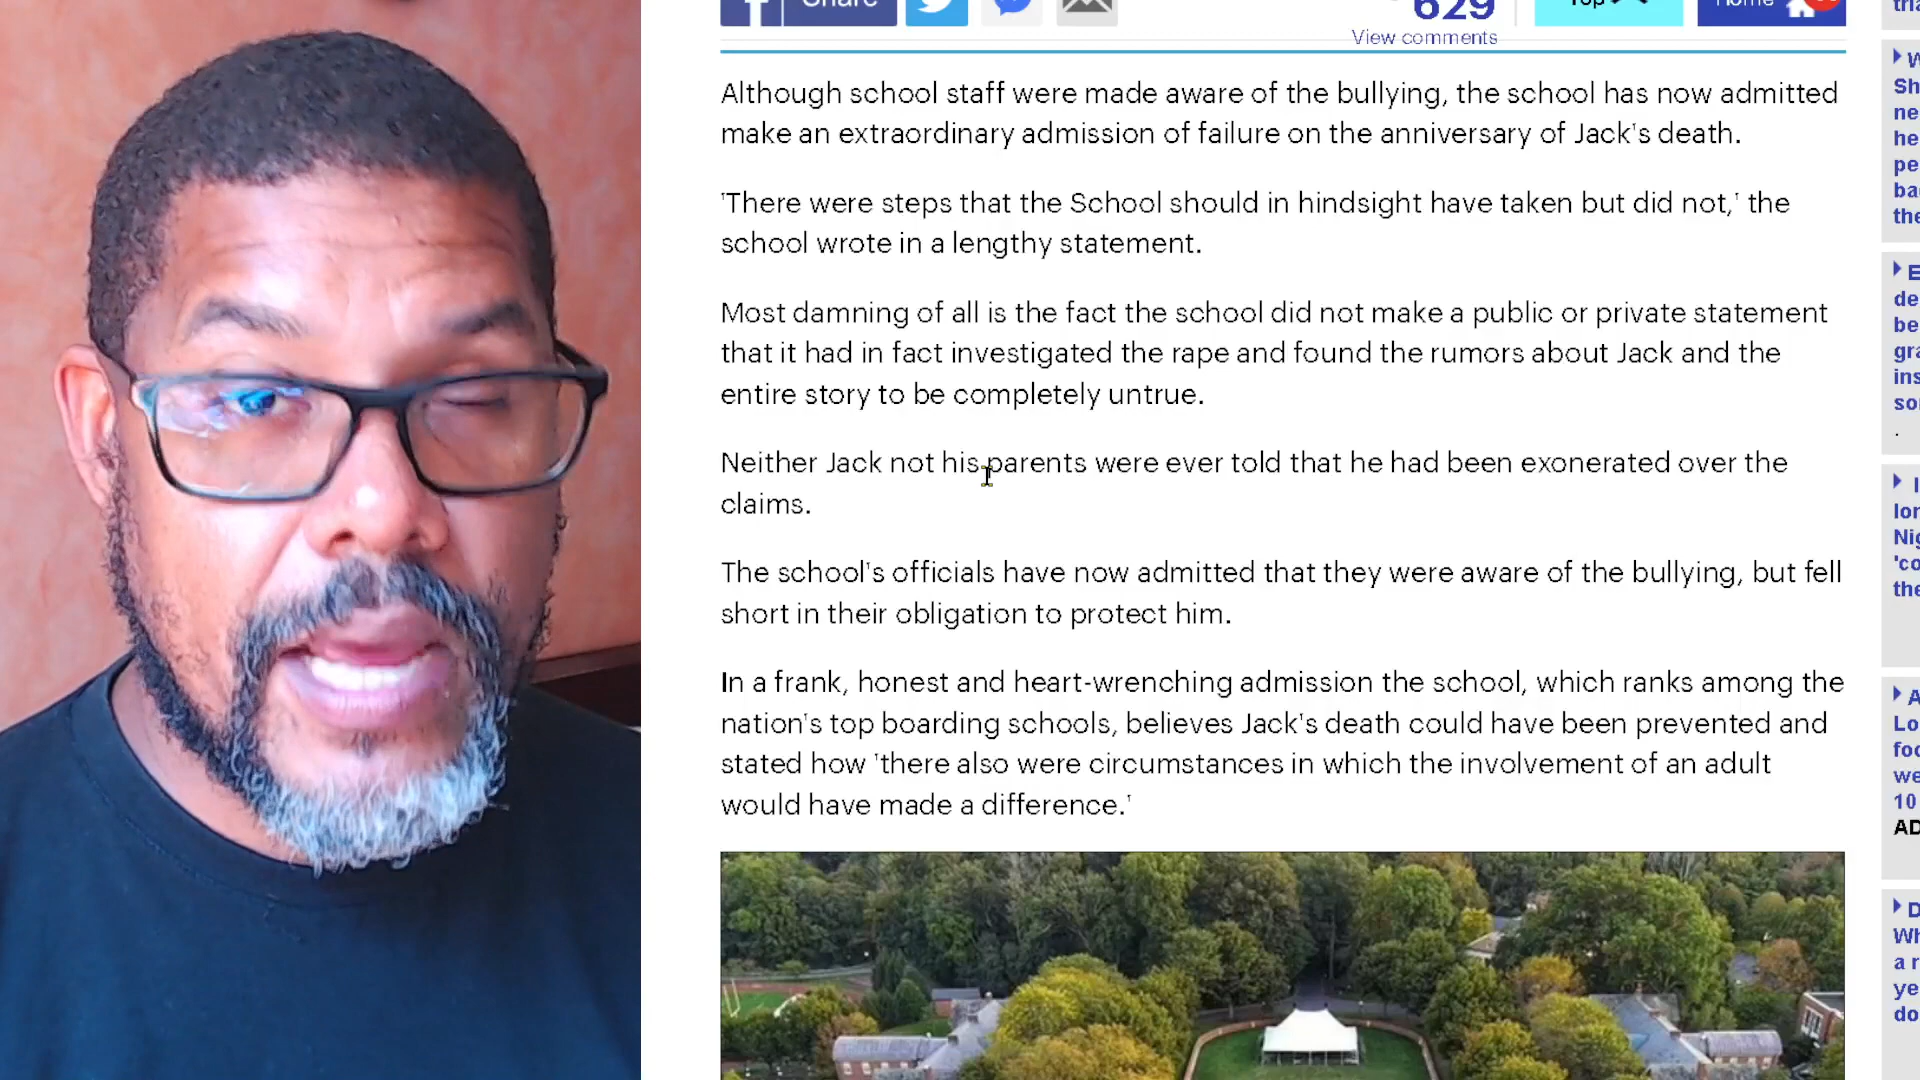 Share
629
Top
Home
View comments
Although school staff were made aware of the bullying, the school has now admitted
make an extraordinary admission of failure on the anniversary of Jack's death.
'There were steps that the School should in hindsight have taken but did not,' the
school wrote in a lengthy statement.
Most damning of all is the fact the school did not make a public or private statement
that it had in fact investigated the rape and found the rumors about Jack and the
entire story to be completely untrue.
Neither Jack not his parents were ever told that he had been exonerated over the
claims.
The school's officials have now admitted that they were aware of the bullying, but fell
short in their obligation to protect him.
In a frank, honest and heart-wrenching admission the school, which ranks among the
nation's top boarding schools, believes Jack's death could have been prevented and
stated how 'there also were circumstances in which the involvement of an adult
would have made a difference.'